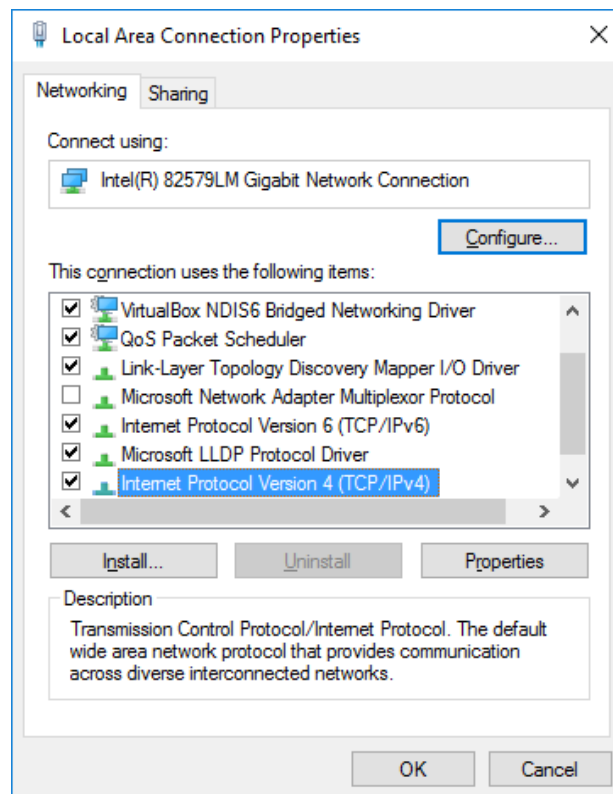 Local Area Connection Properties
Networking
Sharing
Connect using:
Intel(R) 82579LM Gigabit Network Connection
Configure...
This connection uses the following items:
VirtualBox NDIS6 Bridged Networking Driver
QoS Packet Scheduler
Link-Layer Topology Discovery Mapper I/O Driver
Microsoft Network Adapter Multiplexor Protocol
Internet Protocol Version 6 (TCP/IPv6)
Microsoft LLDP Protocol Driver
Internet Protocol Version 4 (TCP/IPv4)
Install...
Uninstall
Properties
Description
Transmission Control Protocol/Internet Protocol. The default
wide area network protocol that provides communication
across diverse interconnected networks.
OK
Cancel